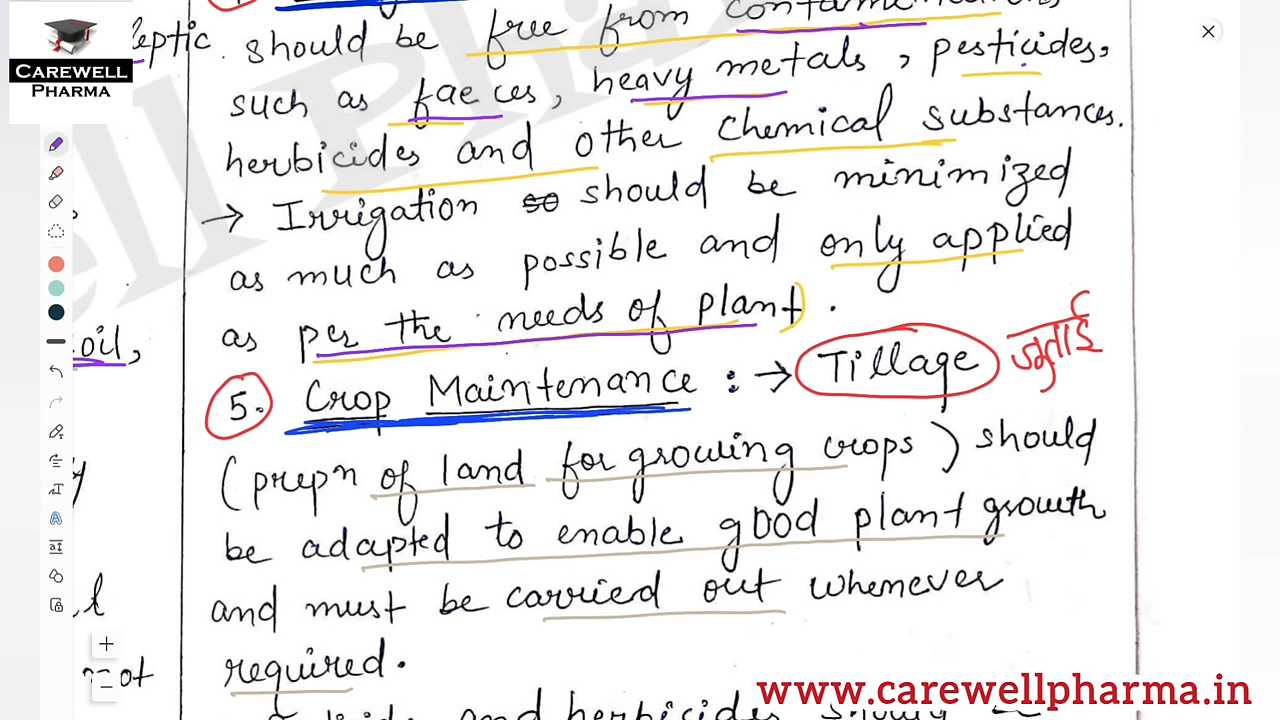 CAREWELL
PHARMA
should be free from
such as faeces, heavy metals, pesticides,
herbicides and other chemical substances.
→ Irrigation should be minimized
as much as possible and only applied
as per the needs of plant).
oil,
5. Crop Maintenance :→ Tillage जुताई
(prepn of land for growing crops) should
be adapted to enable good plant growth
and must be carried out whenever
required.
and herbicides
www.carewellpharma.in